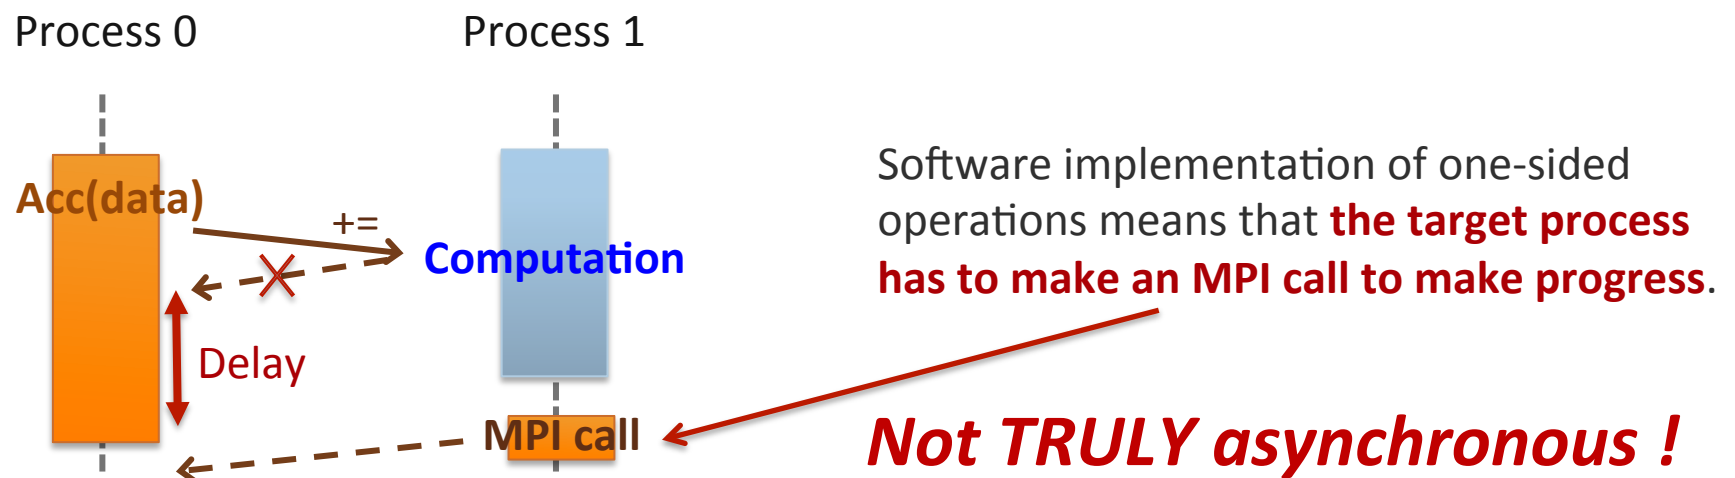 Process 0
Process 1
Acc(data)
+=
Computation
Delay
MPI call
Software implementation of one-sided
operations means that the target process
has to make an MPI call to make progress.
Not TRULY asynchronous !